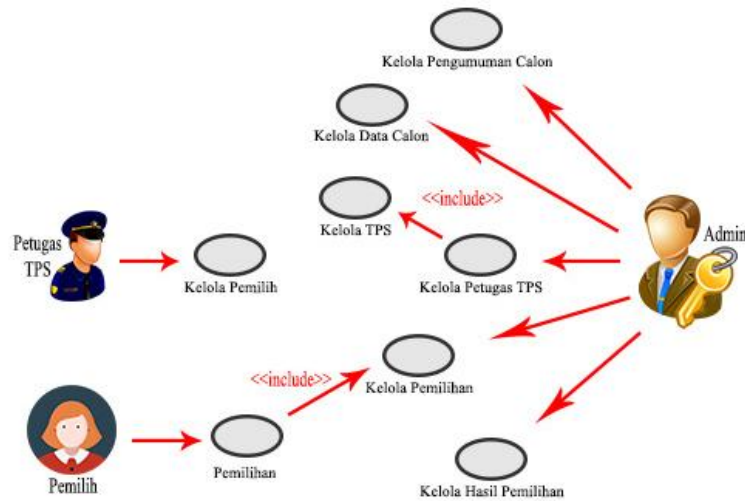 Kelola Pengumuman Calon
Kelola Data Calon
<<include>>
Kelola TPS
Admin
Petugas
TPS
Kelola Pemilih
Kelola Petugas TPS
<<include>>
Kelola Pemilihan
Pemilihan
Pemilih
Kelola Hasil Pemilihan